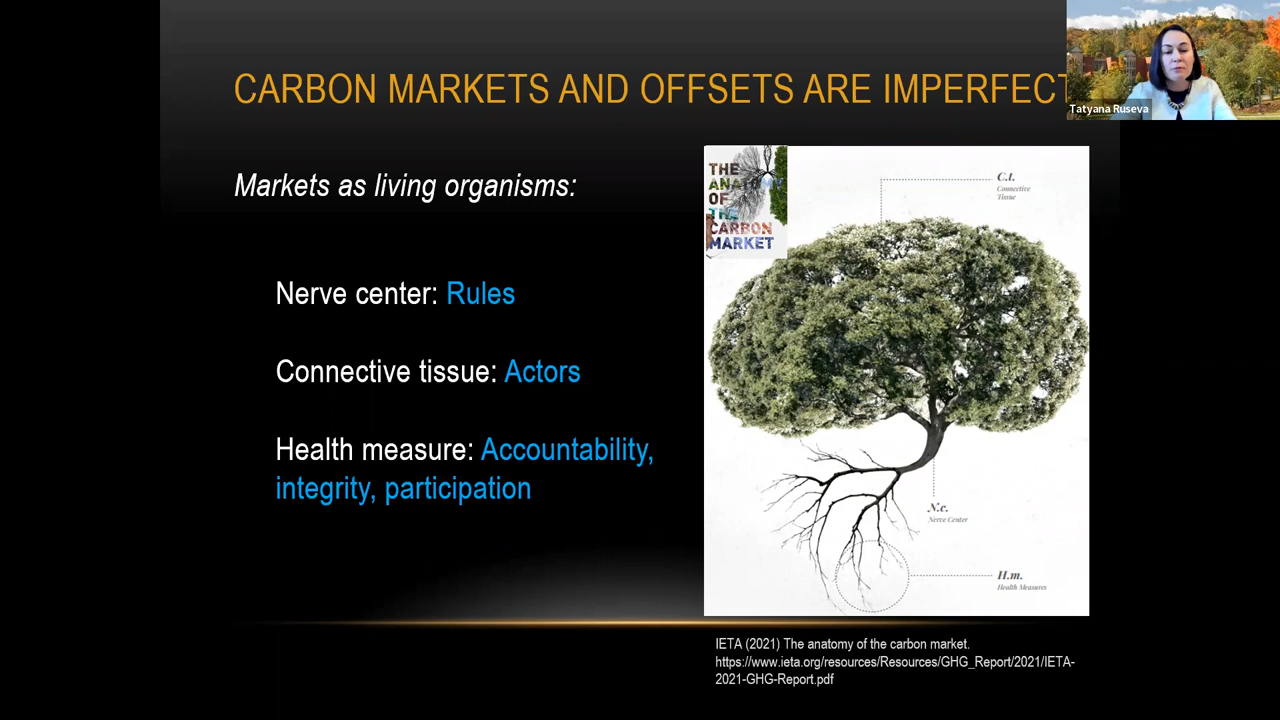 CARBON MARKETS AND OFFSETS ARE IMPERFECT
Tatyana Ruseva
Markets as living organisms:
Nerve center: Rules
Connective tissue: Actors
Health measure: Accountability,
integrity, participation
THE
ANATOMY
OF
THE
CARBON
MARKET
C.t.
Connective
Tissue
N.c.
Nerve Center
H.m.
Health Measures
IETA (2021) The anatomy of the carbon market.
https://www.ieta.org/resources/Resources/GHG_Report/2021/IETA-
2021-GHG-Report.pdf